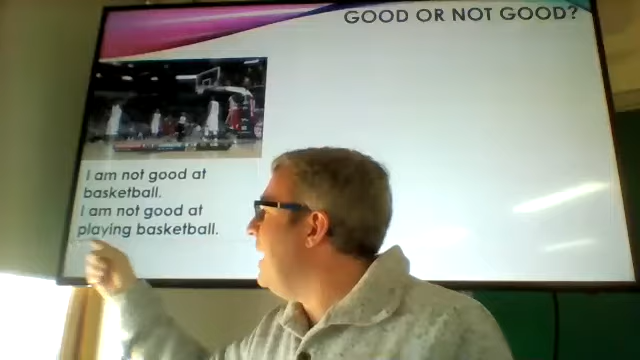 GOOD OR NOT GOOD?
I am not good at
basketball.
I am not good at
playing basketball.